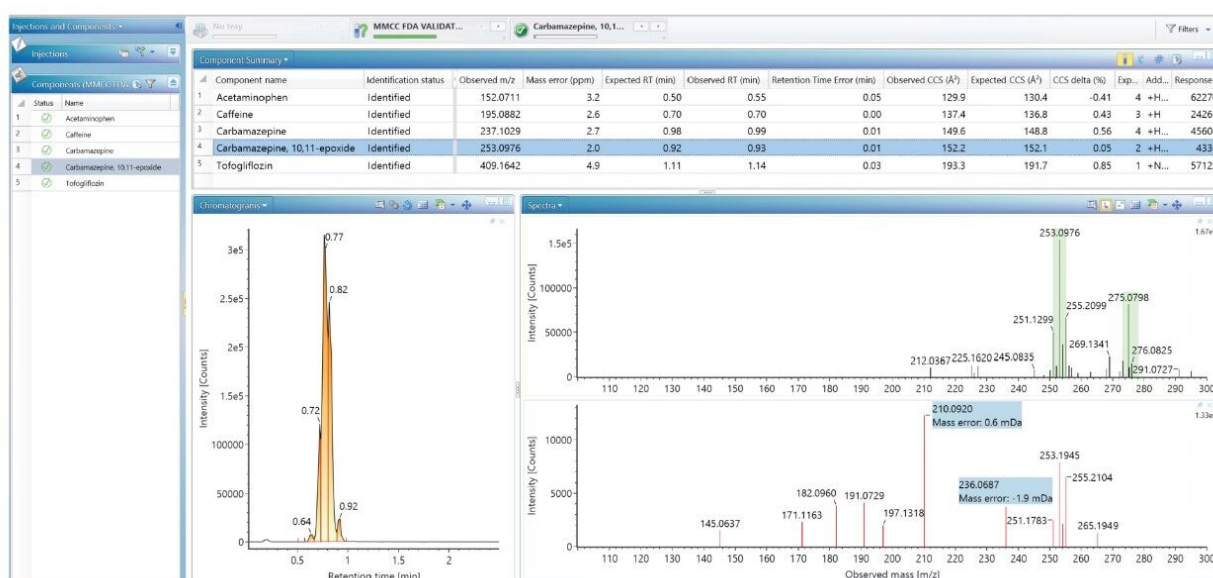 Injections and Components
No tray
MMCC FDA VALIDAT...
Carbamazepine, 10,1...
Filters
Injections
Components (MMCC FDA
Status Name
1 Acetaminophen
2 Caffeine
3 Carbamazepine
4 Carbamazepine, 10,11-epoxide
5 Tofogliflozin
Component Summary
Component name Identification status Observed m/z Mass error (ppm) Expected RT (min) Observed RT (min) Retention Time Error (min) Observed CCS (Å²) Expected CCS (Å²) CCS delta (%) Exp... Add... Response
1 Acetaminophen Identified 152.0711 3.2 0.50 0.55 0.05 129.9 130.4 -0.41 4 +H... 6227
2 Caffeine Identified 195.0882 2.6 0.70 0.70 0.00 137.4 136.8 0.43 3 +H 2426
3 Carbamazepine Identified 237.1029 2.7 0.98 0.99 0.01 149.6 148.8 0.56 4 +H... 4560
4 Carbamazepine, 10,11-epoxide Identified 253.0976 2.0 0.92 0.93 0.01 152.2 152.1 0.05 2 +H... 433
5 Tofogliflozin Identified 409.1642 4.9 1.11 1.14 0.03 193.3 191.7 0.85 1 +N... 5712
Chromatograms
Intensity [Counts]
3e5
2.5e5
2e5
1.5e5
100000
50000
0
0.77
0.82
0.72
0.64
0.92
0.5 1 2
Retention time [min]
Spectra
1.67e
Intensity [Counts]
1.5e5
100000
50000
0
253.0976
275.0798
255.2099
251.1299
269.1341
276.0825
212.0367
225.1620
245.0835
291.0727
110 120 130 140 150 160 170 180 190 200 210 220 230 240 250 260 270 280 290 300
1.33e
Intensity [Counts]
10000
5000
0
210.0920
Mass error: 0.6 mDa
253.1945
236.0687
Mass error: -1.9 mDa
255.2104
182.0960
191.0729
171.1163
197.1318
251.1783
265.1949
145.0637
110 120 130 140 150 160 170 180 190 200 210 220 230 240 250 260 270 280 290 300
Observed mass [m/z]